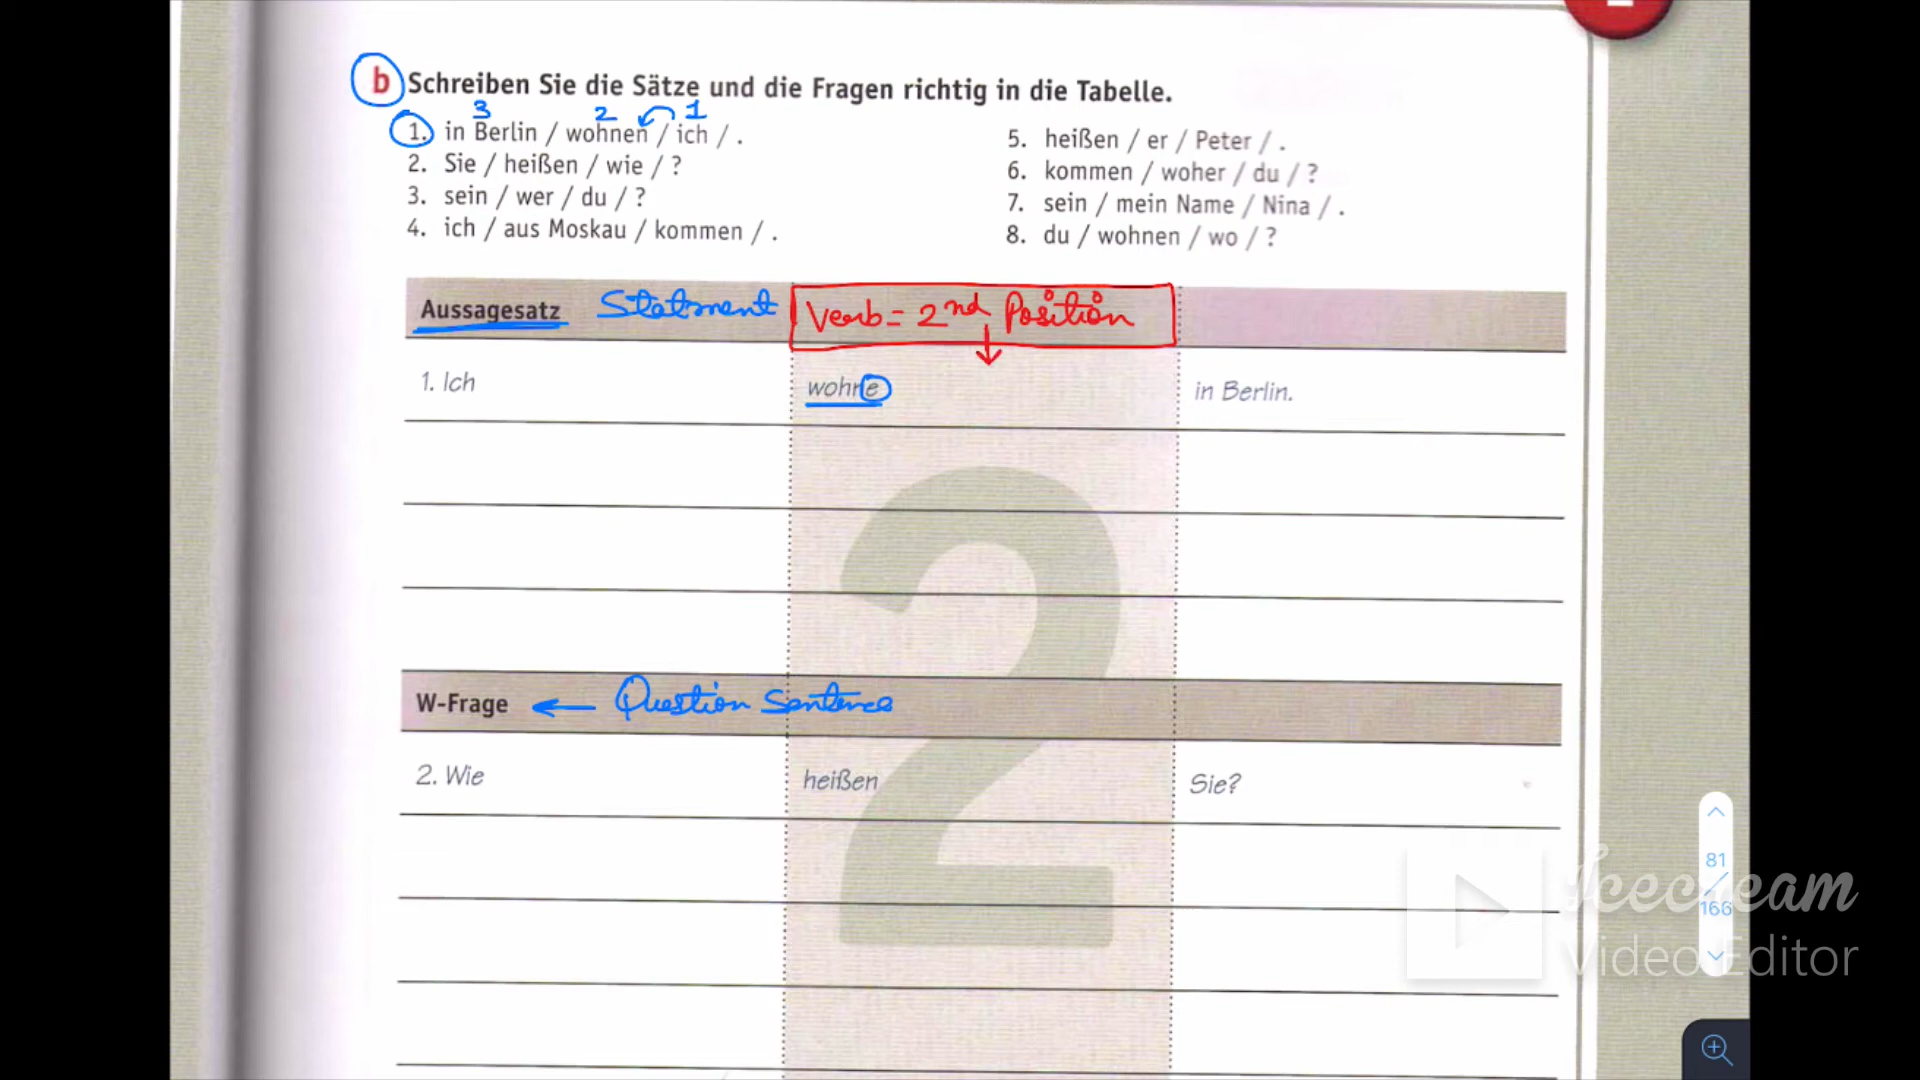 b Schreiben Sie die Sätze und die Fragen richtig in die Tabelle.
3 2 1
1. in Berlin / wohnen / ich / .
2. Sie / heißen / wie / ?
3. sein / wer / du / ?
4. ich / aus Moskau / kommen / .
5. heißen / er / Peter / .
6. kommen / woher / du / ?
7. sein / mein Name / Nina / .
8. du / wohnen / wo / ?
Aussagesatz Statment Verb = 2nd Position
1. Ich wohne in Berlin.
2
W-Frage ← Question Sentence
2. Wie heißen Sie?
81
/
166
Icecream
Video Editor